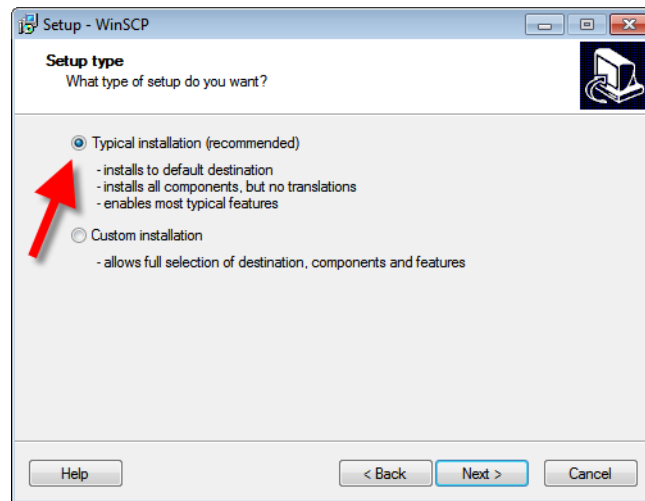 Setup - WinSCP
Setup type
What type of setup do you want?
Typical installation (recommended)
- installs to default destination
- installs all components, but no translations
- enables most typical features
Custom installation
- allows full selection of destination, components and features
Help
< Back
Next >
Cancel